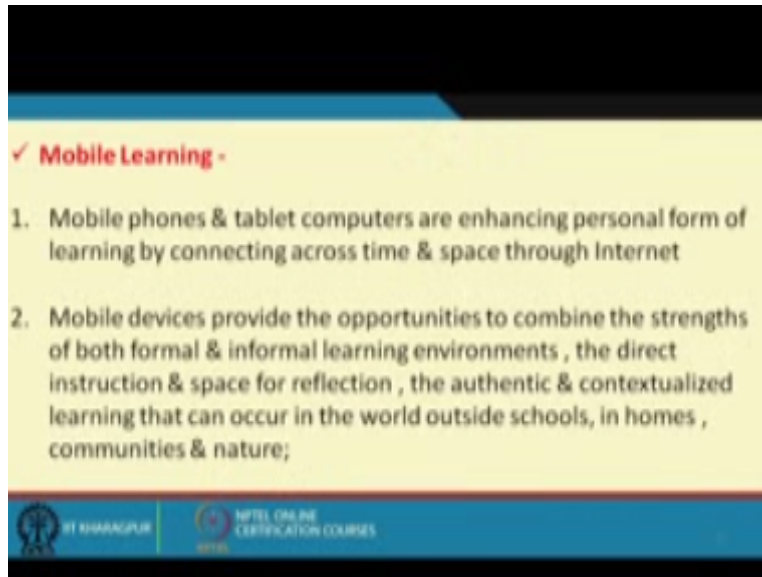 ✓ Mobile Learning -
1. Mobile phones & tablet computers are enhancing personal form of
learning by connecting across time & space through Internet
2. Mobile devices provide the opportunities to combine the strengths
of both formal & informal learning environments , the direct
instruction & space for reflection , the authentic & contextualized
learning that can occur in the world outside schools, in homes ,
communities & nature;
IIT KHARAGPUR
NPTEL
NPTEL ONLINE
CERTIFICATION COURSES